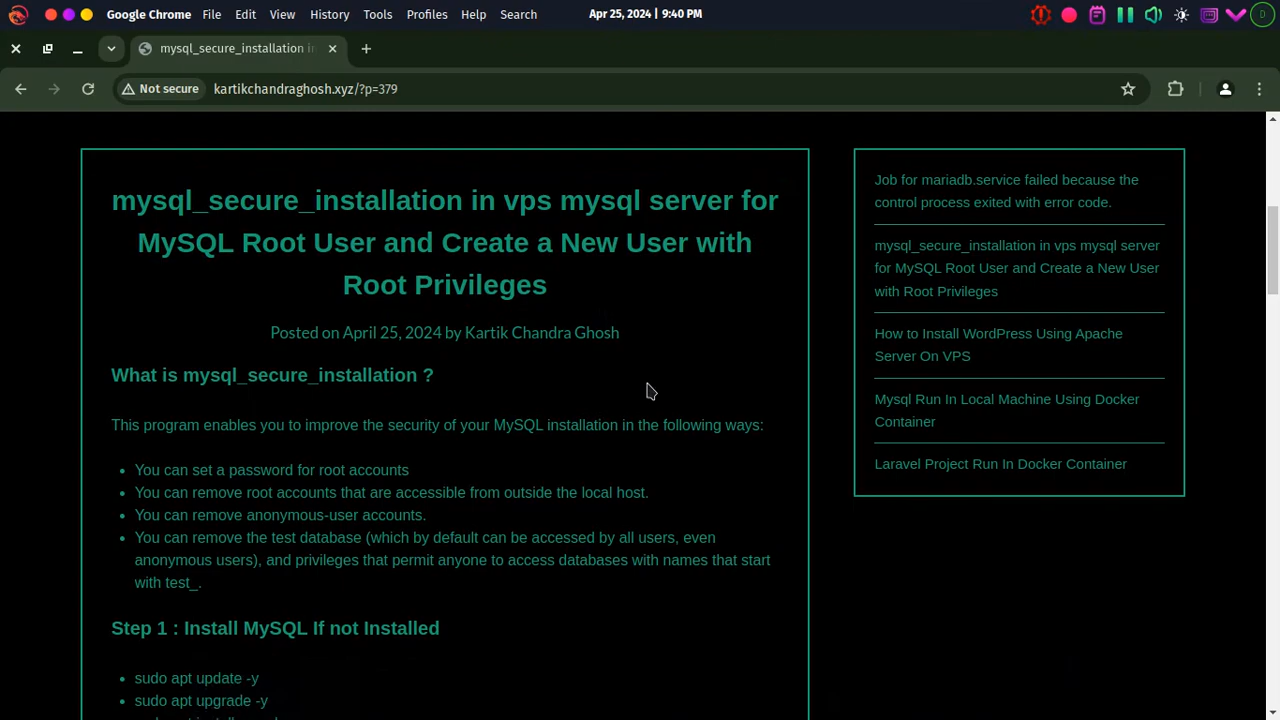 Google Chrome File Edit View History Tools Profiles Help Search Apr 25, 2024 | 9:40 PM D
mysql_secure_installation i
Not secure kartikchandraghosh.xyz/?p=379
mysql_secure_installation in vps mysql server for
MySQL Root User and Create a New User with
Root Privileges
Posted on April 25, 2024 by Kartik Chandra Ghosh
What is mysql_secure_installation ?
This program enables you to improve the security of your MySQL installation in the following ways:
You can set a password for root accounts
You can remove root accounts that are accessible from outside the local host.
You can remove anonymous-user accounts.
You can remove the test database (which by default can be accessed by all users, even
anonymous users), and privileges that permit anyone to access databases with names that start
with test_.
Step 1 : Install MySQL If not Installed
sudo apt update -y
sudo apt upgrade -y
Job for mariadb.service failed because the
control process exited with error code.
mysql_secure_installation in vps mysql server
for MySQL Root User and Create a New User
with Root Privileges
How to Install WordPress Using Apache
Server On VPS
Mysql Run In Local Machine Using Docker
Container
Laravel Project Run In Docker Container